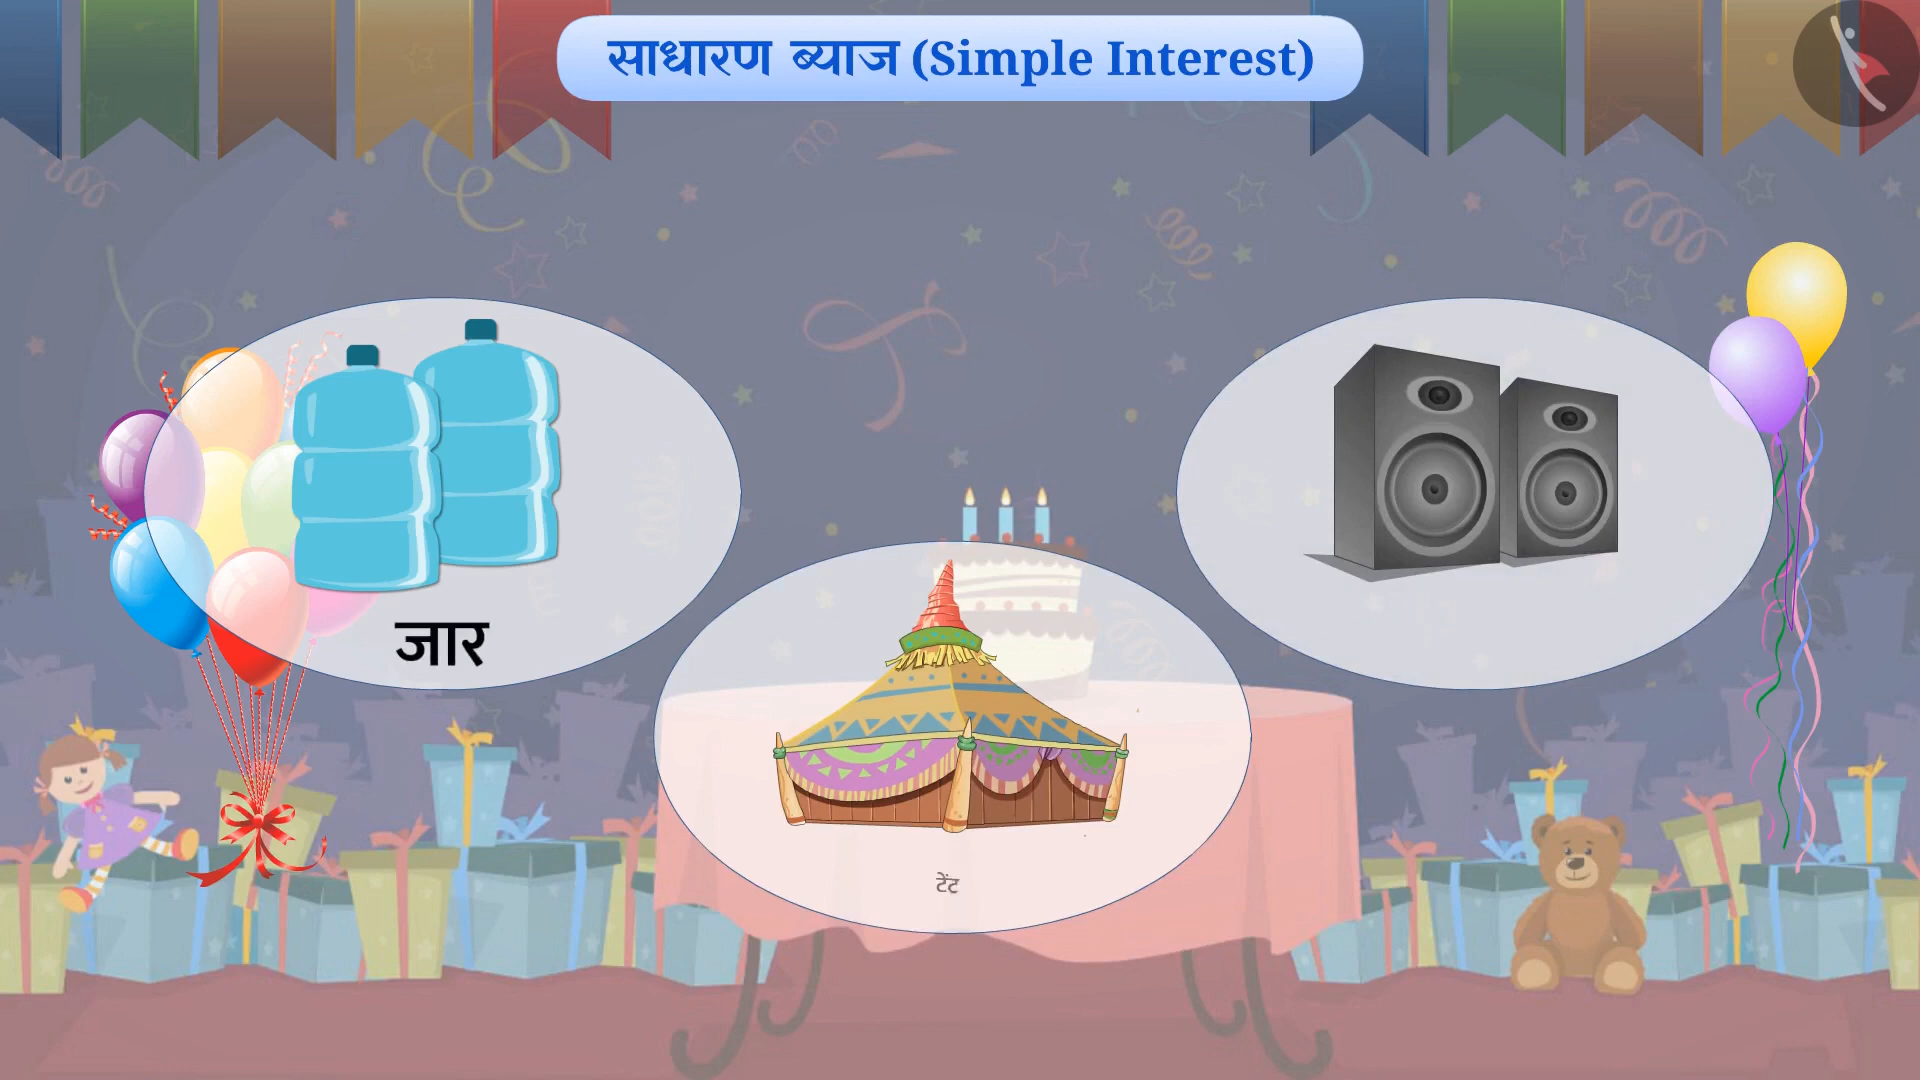 साधारण ब्याज (Simple Interest)
जार
टेंट